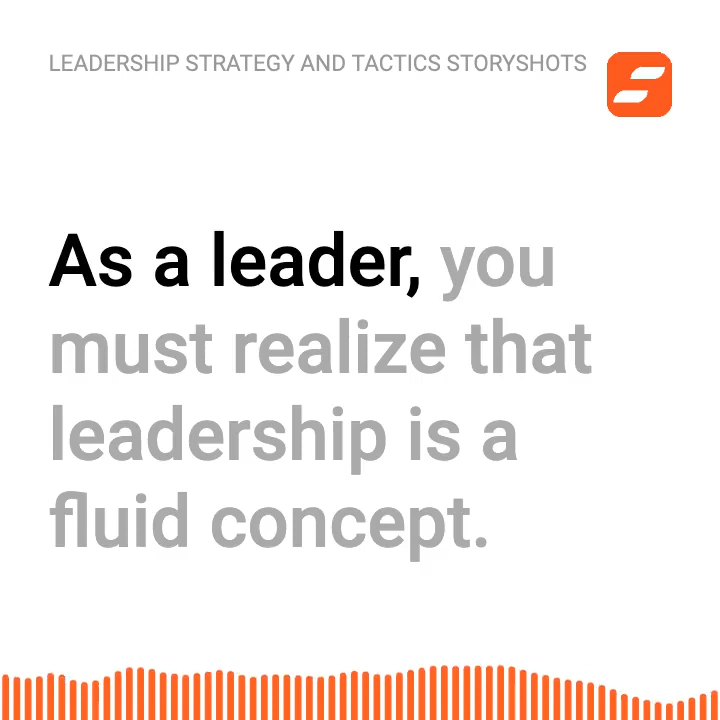 LEADERSHIP STRATEGY AND TACTICS STORYSHOTS
As a leader, you
must realize that
leadership is a
fluid concept.